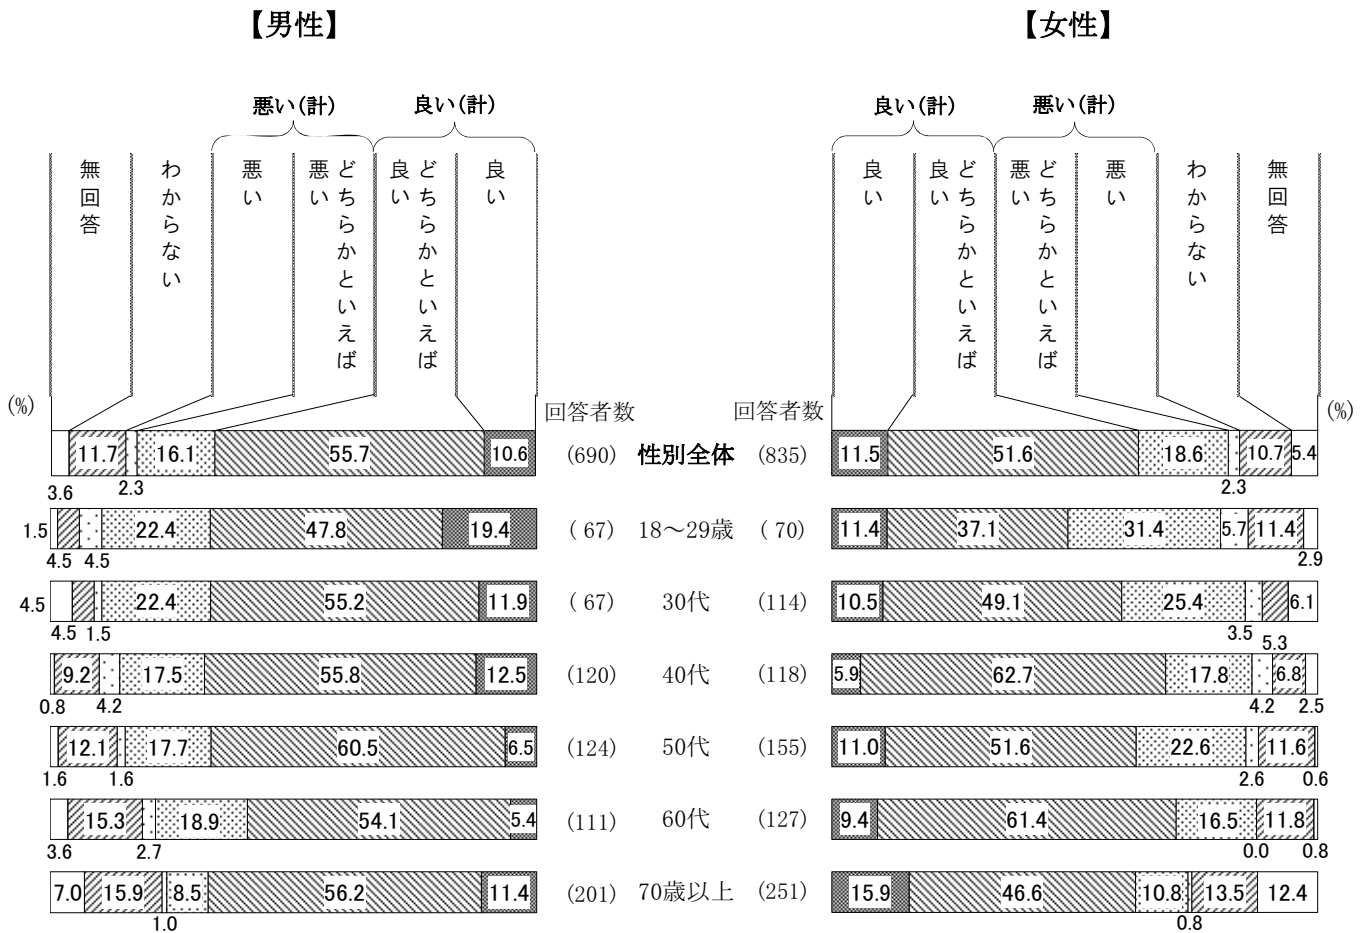 【男性】 【女性】
悪い(計) 良い(計) 良い(計) 悪い(計)
無回答 わからない 悪い どちらかといえば悪い どちらかといえば良い 良い 良い どちらかといえば良い どちらかといえば悪い 悪い わからない 無回答
(%) 回答者数 回答者数 (%)
11.7 16.1 55.7 10.6 (690) 性別全体 (835) 11.5 51.6 18.6 10.7 5.4
3.6 2.3 2.3
1.5 22.4 47.8 19.4 ( 67) 18～29歳 ( 70) 11.4 37.1 31.4 5.7 11.4
4.5 4.5 2.9
4.5 22.4 55.2 11.9 ( 67) 30代 (114) 10.5 49.1 25.4 6.1
4.5 1.5 3.5 5.3
9.2 17.5 55.8 12.5 (120) 40代 (118) 5.9 62.7 17.8 6.8
0.8 4.2 4.2 2.5
12.1 17.7 60.5 6.5 (124) 50代 (155) 11.0 51.6 22.6 11.6
1.6 1.6 2.6 0.6
15.3 18.9 54.1 5.4 (111) 60代 (127) 9.4 61.4 16.5 11.8
3.6 2.7 0.0 0.8
7.0 15.9 8.5 56.2 11.4 (201) 70歳以上 (251) 15.9 46.6 10.8 13.5 12.4
1.0 0.8